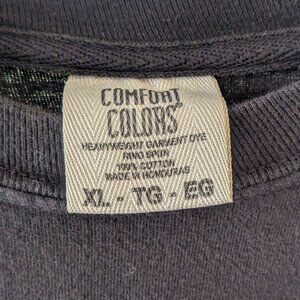 COMFORT
COLORS®
HEAVYWEIGHT GARMENT DYE
RING SPUN
100% COTTON
MADE IN HONDURAS
XL - TG - EG